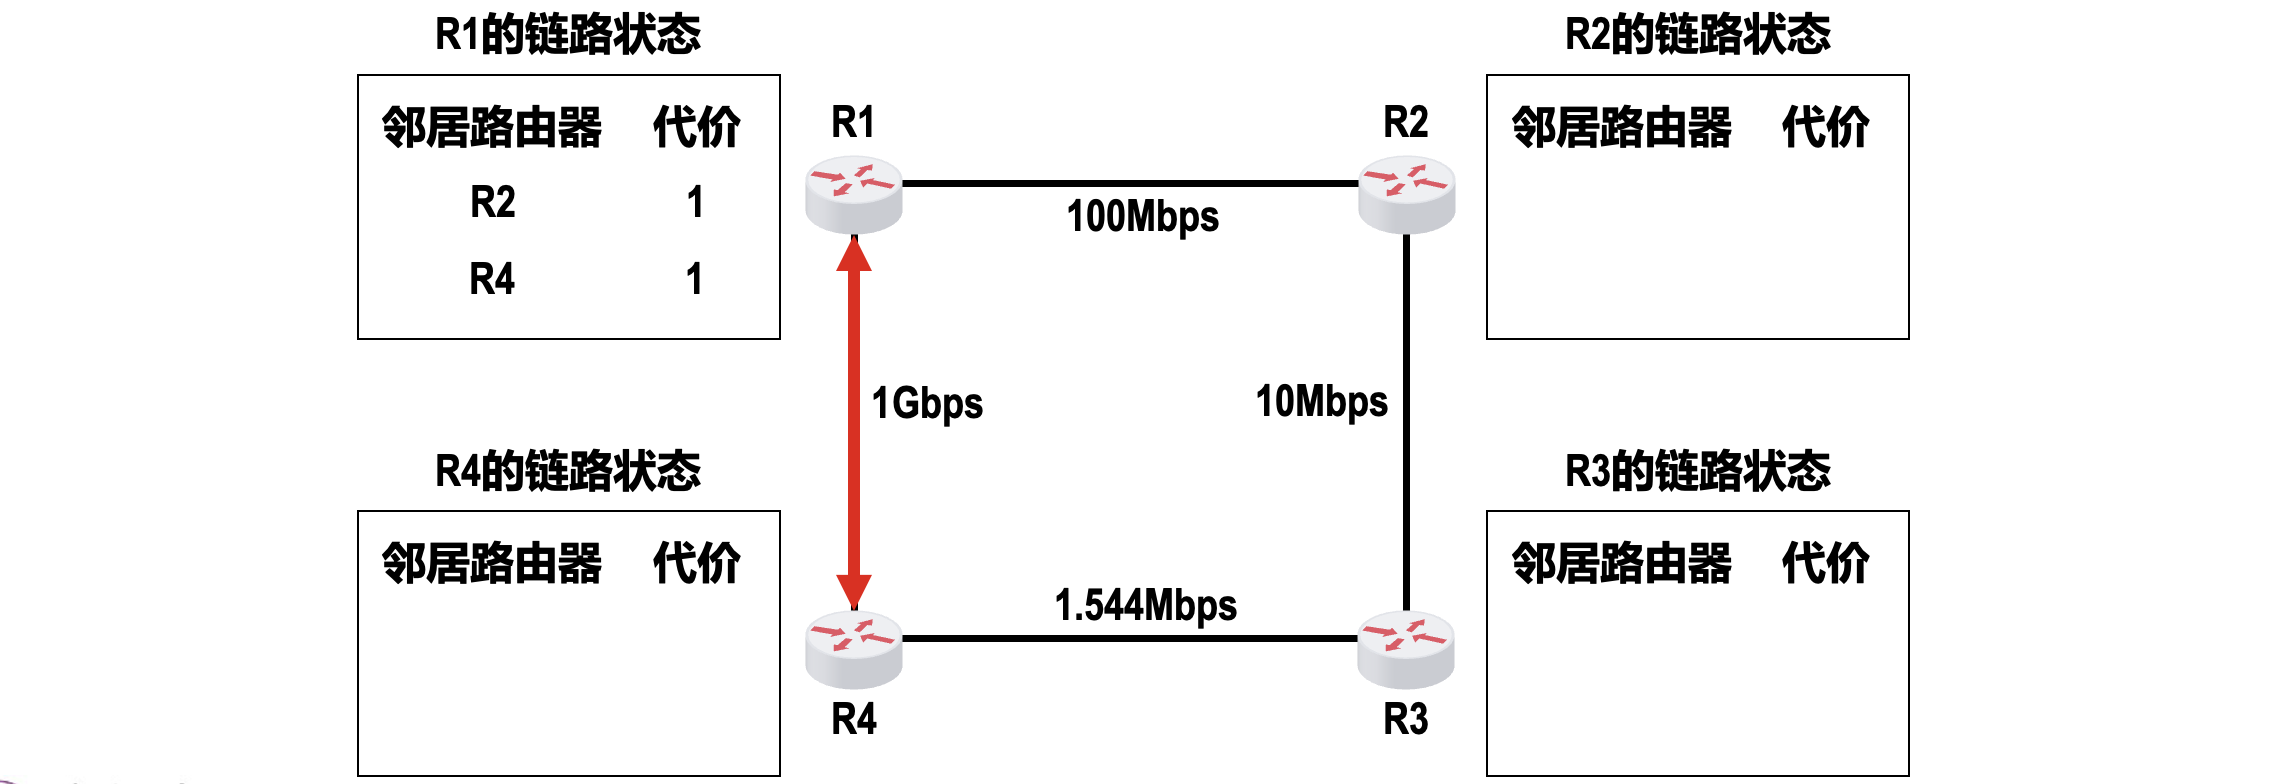 R1的链路状态
邻居路由器 代价
R2 1
R4 1
R2的链路状态
邻居路由器 代价
R1
R2
100Mbps
1Gbps
10Mbps
1.544Mbps
R4
R3
R4的链路状态
邻居路由器 代价
R3的链路状态
邻居路由器 代价